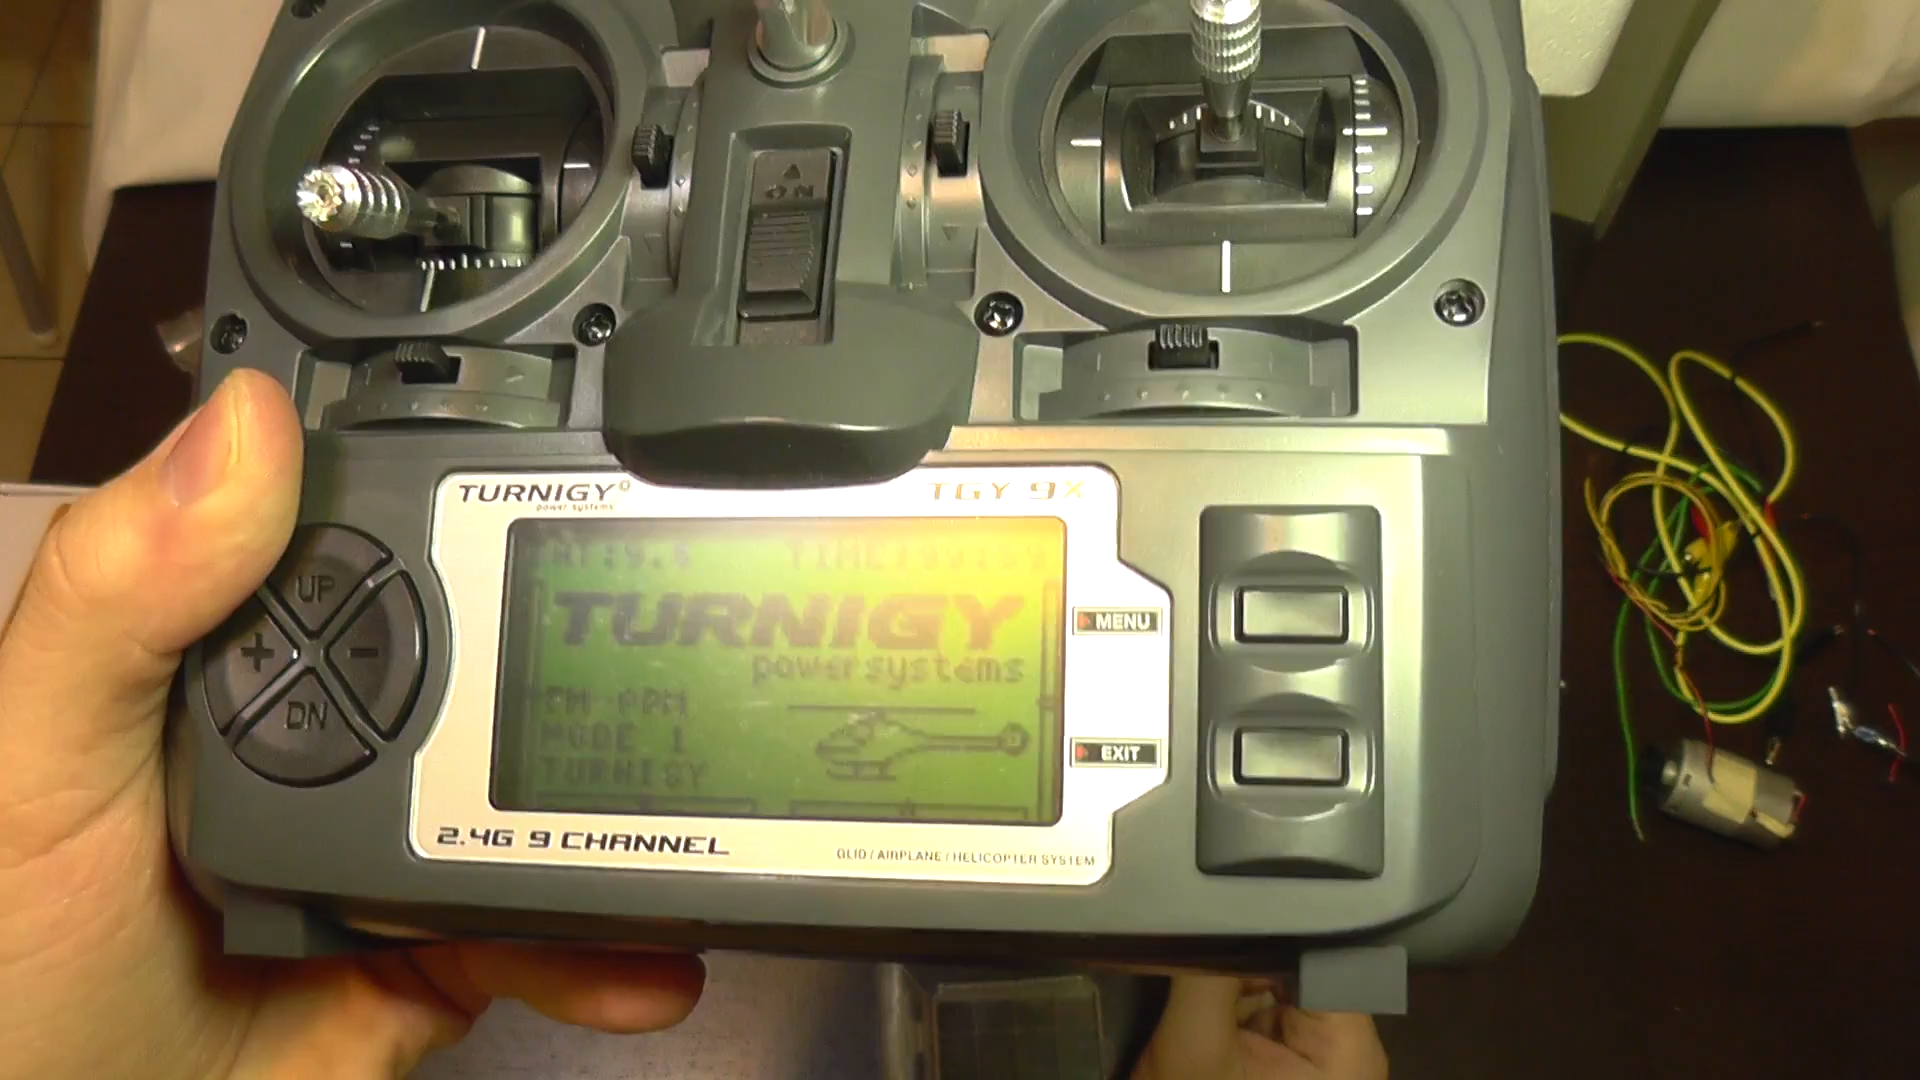 ON
TURNIGY
power systems
TGY 9X
TURNIGY
powersystems
MODE 1
TURNIGY
UP
+ -
DN
MENU
EXIT
2.4G 9 CHANNEL
GLID / AIRPLANE / HELICOPTER SYSTEM